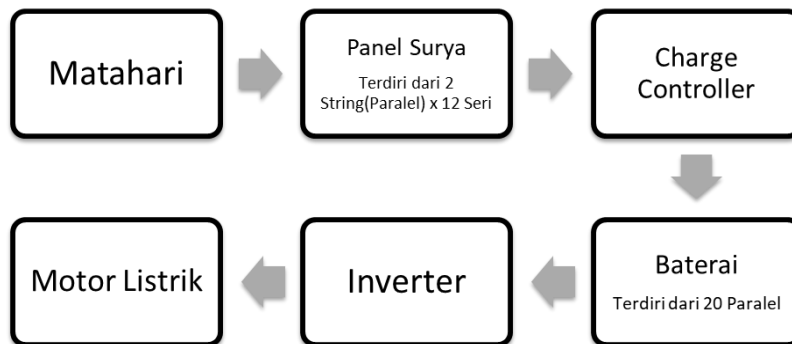 Matahari
Panel Surya
Terdiri dari 2
String(Paralel) x 12 Seri
Charge
Controller
Baterai
Terdiri dari 20 Paralel
Inverter
Motor Listrik